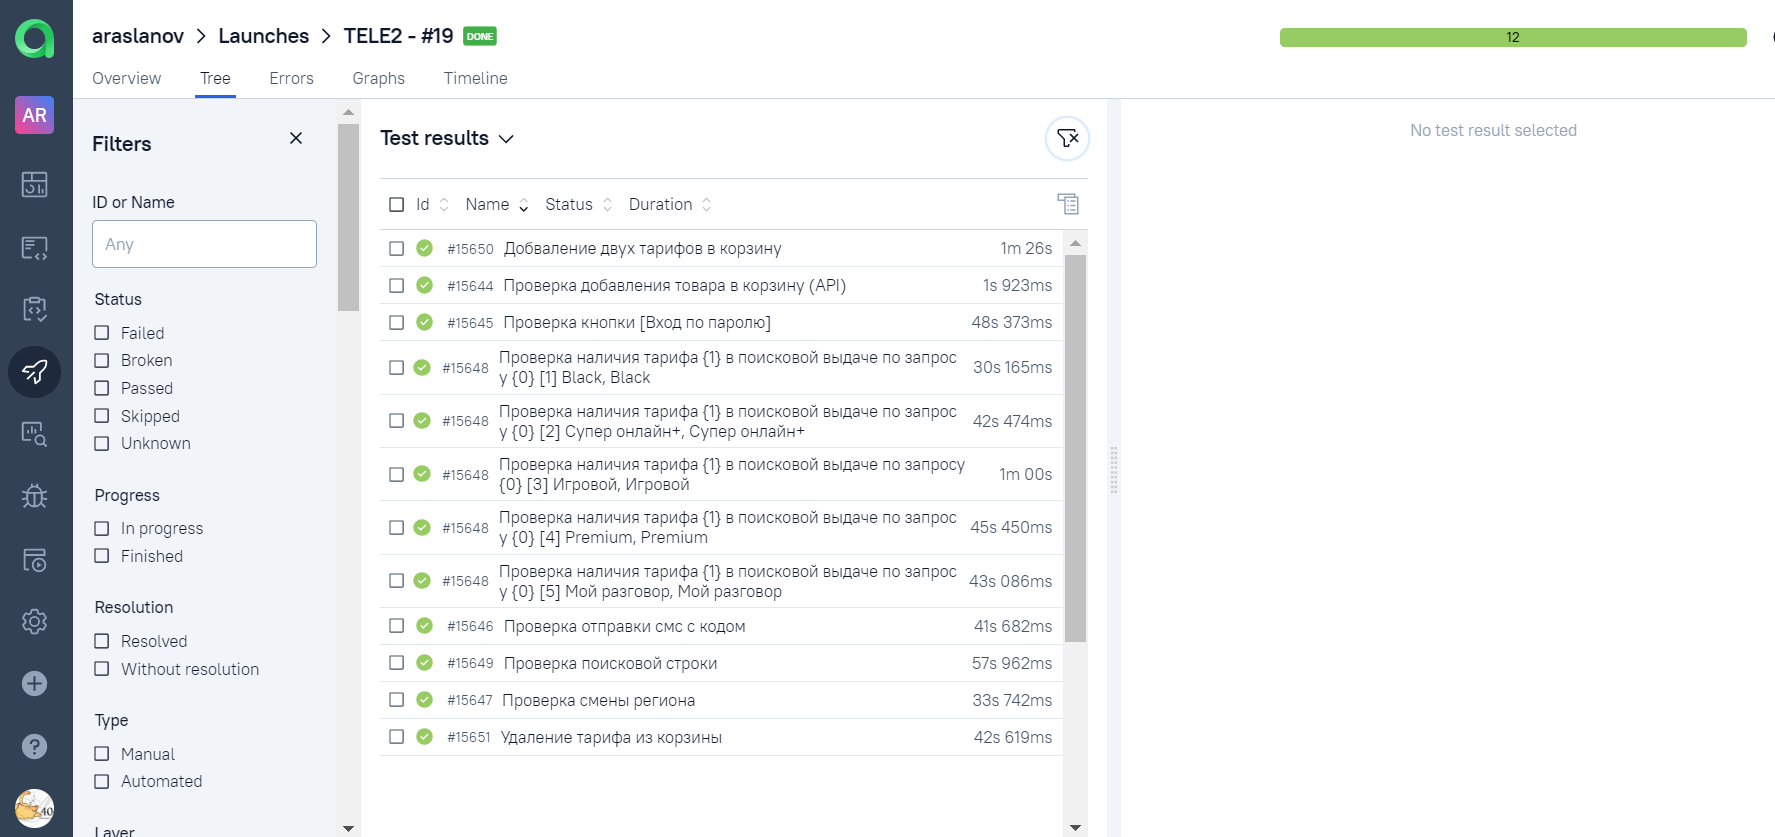 araslanov > Launches > TELE2 - #19 DONE
12
Overview Tree Errors Graphs Timeline
AR
Filters
ID or Name
Any
Status
Failed
Broken
Passed
Skipped
Unknown
Progress
In progress
Finished
Resolution
Resolved
Without resolution
Type
Manual
Automated
Layer
Test results
Id Name Status Duration
#15650 Добваление двух тарифов в корзину 1m 26s
#15644 Проверка добавления товара в корзину (API) 1s 923ms
#15645 Проверка кнопки [Вход по паролю] 48s 373ms
#15648 Проверка наличия тарифа {1} в поисковой выдаче по запрос
у {0} [1] Black, Black 30s 165ms
#15648 Проверка наличия тарифа {1} в поисковой выдаче по запрос
у {0} [2] Супер онлайн+, Супер онлайн+ 42s 474ms
#15648 Проверка наличия тарифа {1} в поисковой выдаче по запросу
{0} [3] Игровой, Игровой 1m 00s
#15648 Проверка наличия тарифа {1} в поисковой выдаче по запрос
у {0} [4] Premium, Premium 45s 450ms
#15648 Проверка наличия тарифа {1} в поисковой выдаче по запрос
у {0} [5] Мой разговор, Мой разговор 43s 086ms
#15646 Проверка отправки смс с кодом 41s 682ms
#15649 Проверка поисковой строки 57s 962ms
#15647 Проверка смены региона 33s 742ms
#15651 Удаление тарифа из корзины 42s 619ms
No test result selected
40